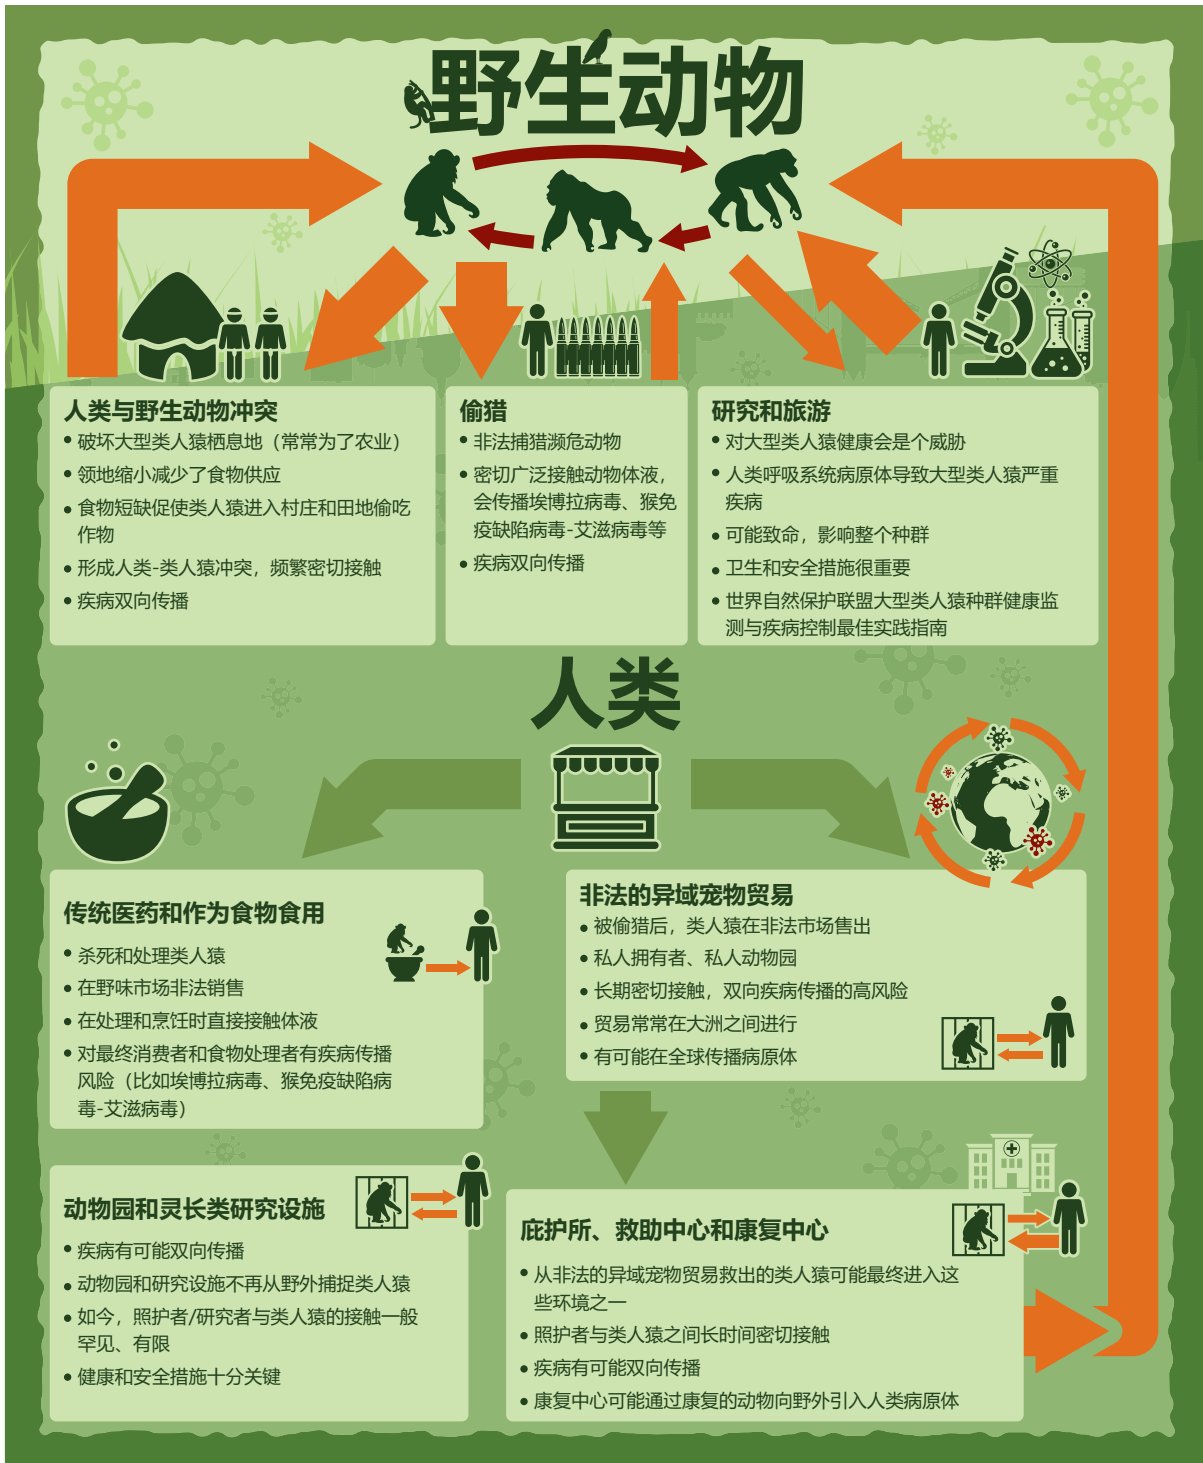 野生动物
人类与野生动物冲突
• 破坏大型类人猿栖息地（常常为了农业）
• 领地缩小减少了食物供应
• 食物短缺促使类人猿进入村庄和田地偷吃
作物
• 形成人类-类人猿冲突，频繁密切接触
• 疾病双向传播
偷猎
• 非法捕猎濒危动物
• 密切广泛接触动物体液，
会传播埃博拉病毒、猴免
疫缺陷病毒-艾滋病毒等
• 疾病双向传播
研究和旅游
• 对大型类人猿健康会是个威胁
• 人类呼吸系统病原体导致大型类人猿严重
疾病
• 可能致命，影响整个种群
• 卫生和安全措施很重要
• 世界自然保护联盟大型类人猿种群健康监
测与疾病控制最佳实践指南
人类
传统医药和作为食物食用
• 杀死和处理类人猿
• 在野味市场非法销售
• 在处理和烹饪时直接接触体液
• 对最终消费者和食物处理者有疾病传播
风险（比如埃博拉病毒、猴免疫缺陷病
毒-艾滋病毒）
非法的异域宠物贸易
• 被偷猎后，类人猿在非法市场售出
• 私人拥有者、私人动物园
• 长期密切接触，双向疾病传播的高风险
• 贸易常常在大洲之间进行
• 有可能在全球传播病原体
动物园和灵长类研究设施
• 疾病有可能双向传播
• 动物园和研究设施不再从野外捕捉类人猿
• 如今，照护者/研究者与类人猿的接触一般
罕见、有限
• 健康和安全措施十分关键
庇护所、救助中心和康复中心
• 从非法的异域宠物贸易救出的类人猿可能最终进入这
些环境之一
• 照护者与类人猿之间长时间密切接触
• 疾病有可能双向传播
• 康复中心可能通过康复的动物向野外引入人类病原体